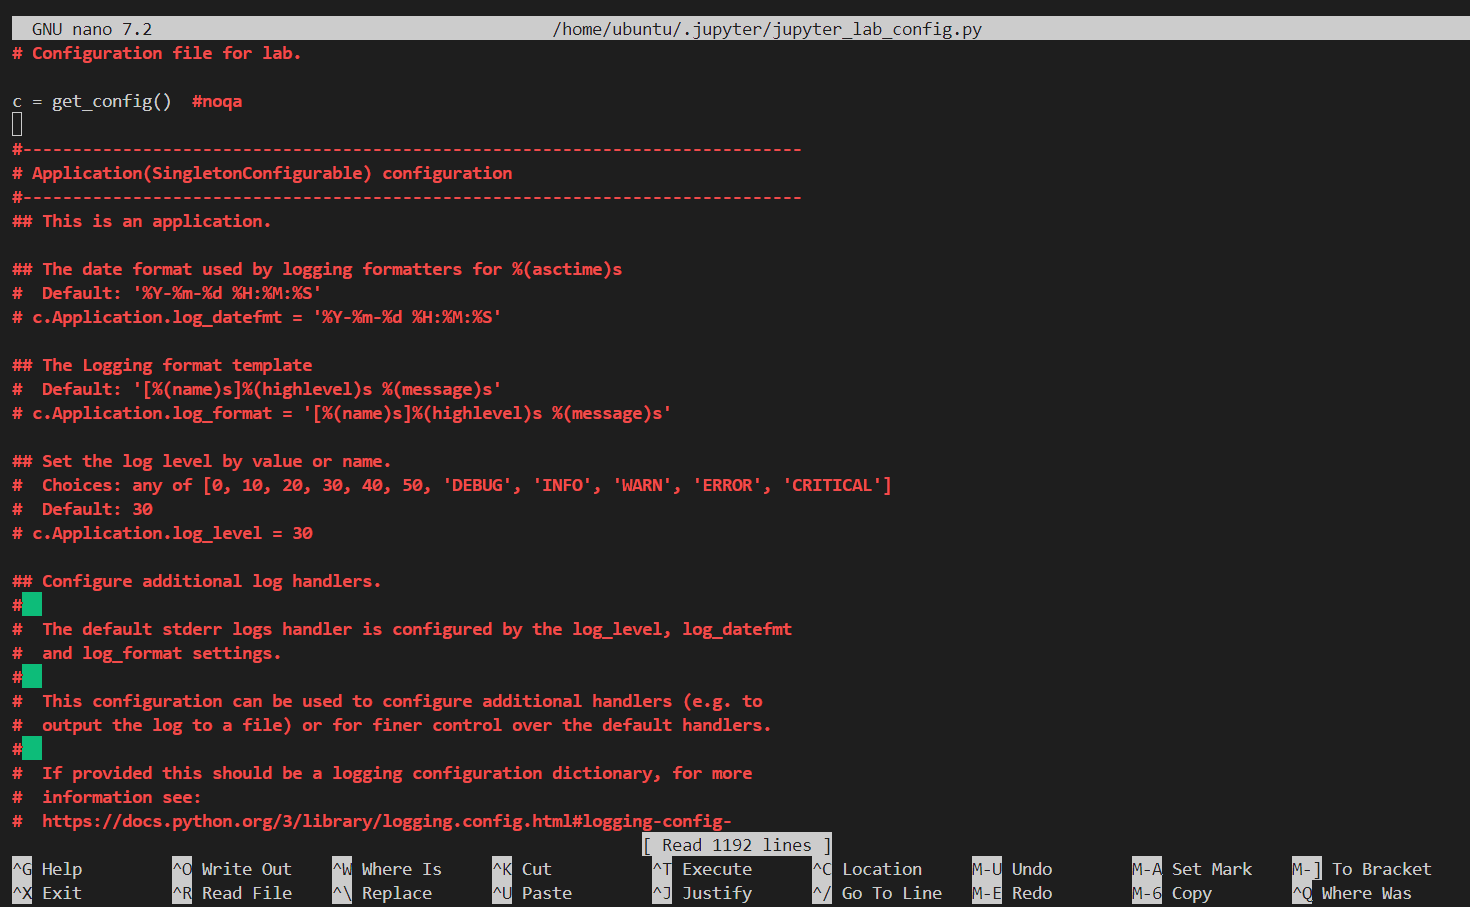 GNU nano 7.2 /home/ubuntu/.jupyter/jupyter_lab_config.py
# Configuration file for lab.

c = get_config()  #noqa

#------------------------------------------------------------------------------
# Application(SingletonConfigurable) configuration
#------------------------------------------------------------------------------
## This is an application.

## The date format used by logging formatters for %(asctime)s
#  Default: '%Y-%m-%d %H:%M:%S'
# c.Application.log_datefmt = '%Y-%m-%d %H:%M:%S'

## The Logging format template
#  Default: '[%(name)s]%(highlevel)s %(message)s'
# c.Application.log_format = '[%(name)s]%(highlevel)s %(message)s'

## Set the log level by value or name.
#  Choices: any of [0, 10, 20, 30, 40, 50, 'DEBUG', 'INFO', 'WARN', 'ERROR', 'CRITICAL']
#  Default: 30
# c.Application.log_level = 30

## Configure additional log handlers.
#
#  The default stderr logs handler is configured by the log_level, log_datefmt
#  and log_format settings.
#
#  This configuration can be used to configure additional handlers (e.g. to
#  output the log to a file) or for finer control over the default handlers.
#
#  If provided this should be a logging configuration dictionary, for more
#  information see:
#  https://docs.python.org/3/library/logging.config.html#logging-config-
[ Read 1192 lines ]
^G Help ^O Write Out ^W Where Is ^K Cut ^T Execute ^C Location M-U Undo M-A Set Mark M-] To Bracket
^X Exit ^R Read File ^\ Replace ^U Paste ^J Justify ^/ Go To Line M-E Redo M-6 Copy ^Q Where Was